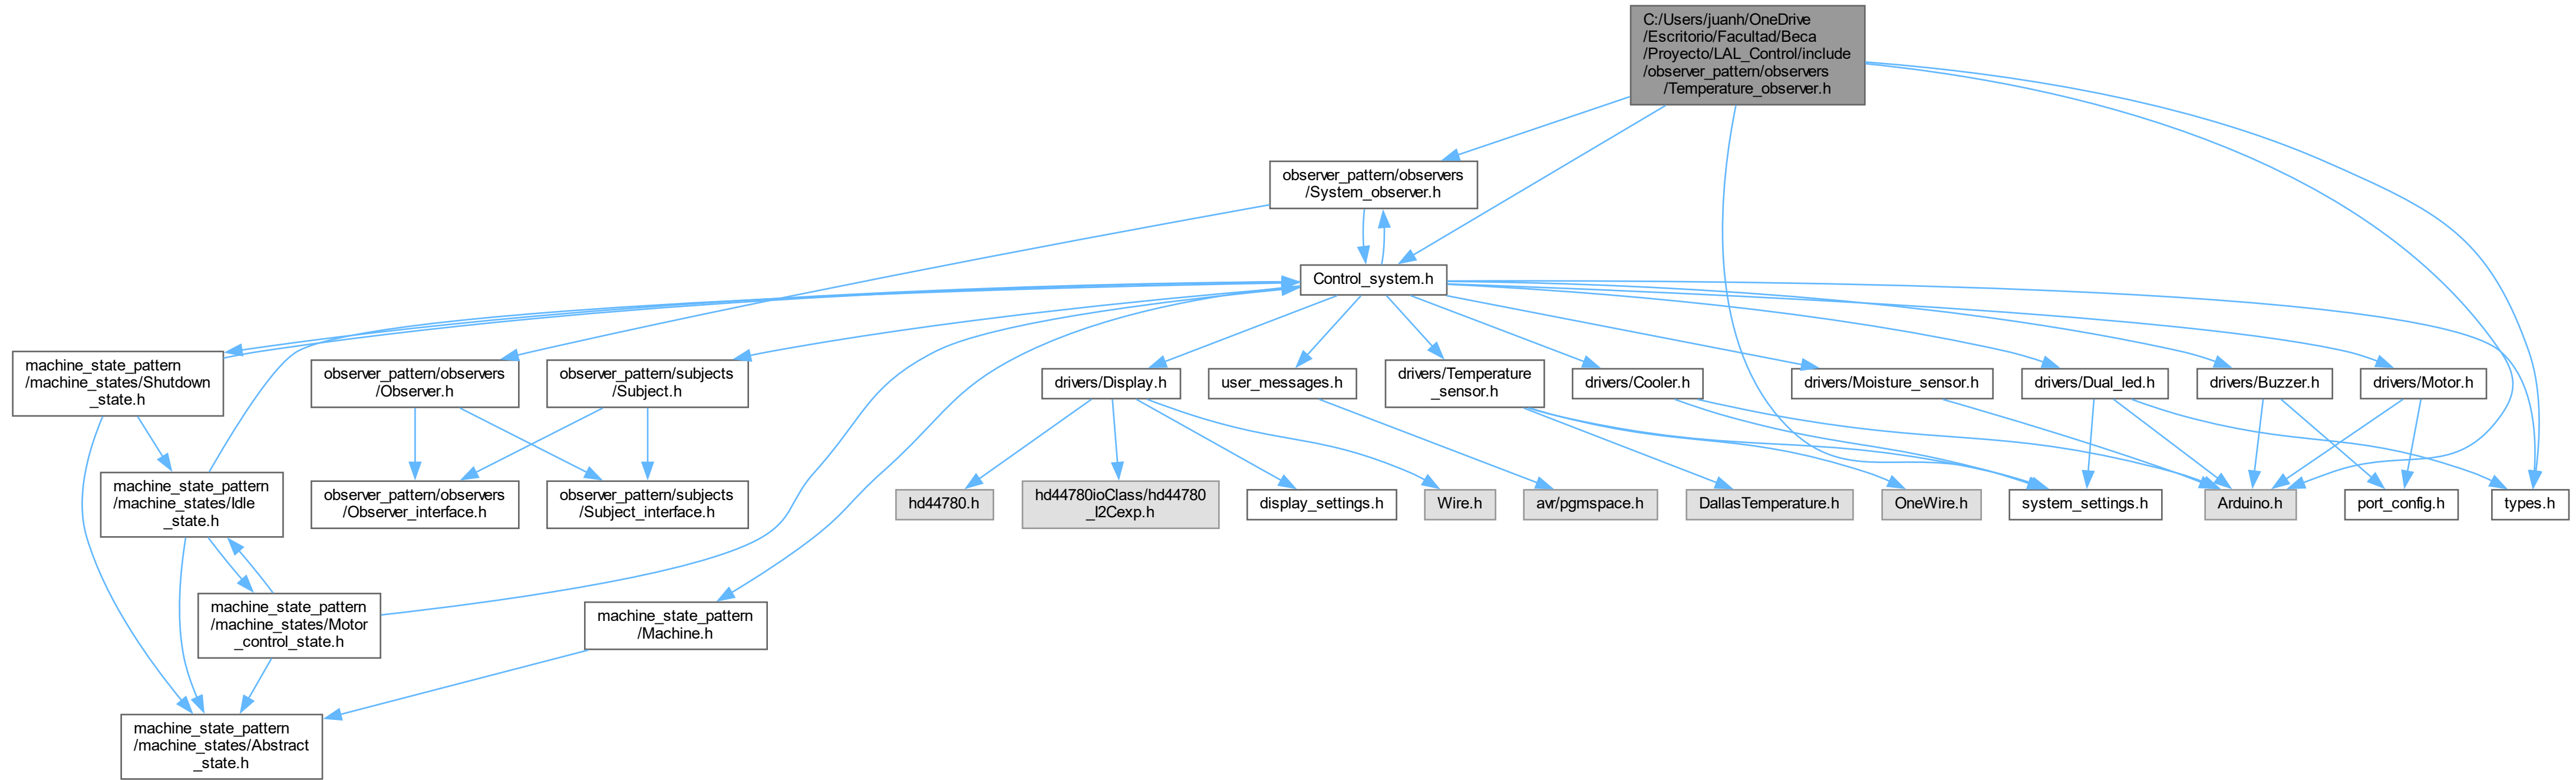 C:/Users/juanh/OneDrive
/Escritorio/Facultad/Beca
/Proyecto/LAL_Control/include
/observer_pattern/observers
/Temperature_observer.h
observer_pattern/observers
/System_observer.h
Control_system.h
machine_state_pattern
/machine_states/Shutdown
_state.h
observer_pattern/observers
/Observer.h
observer_pattern/subjects
/Subject.h
drivers/Display.h
user_messages.h
drivers/Temperature
_sensor.h
drivers/Cooler.h
drivers/Moisture_sensor.h
drivers/Dual_led.h
drivers/Buzzer.h
drivers/Motor.h
machine_state_pattern
/machine_states/Idle
_state.h
observer_pattern/observers
/Observer_interface.h
observer_pattern/subjects
/Subject_interface.h
hd44780.h
hd44780ioClass/hd44780
_I2Cexp.h
display_settings.h
Wire.h
avr/pgmspace.h
DallasTemperature.h
OneWire.h
system_settings.h
Arduino.h
port_config.h
types.h
machine_state_pattern
/machine_states/Motor
_control_state.h
machine_state_pattern
/Machine.h
machine_state_pattern
/machine_states/Abstract
_state.h